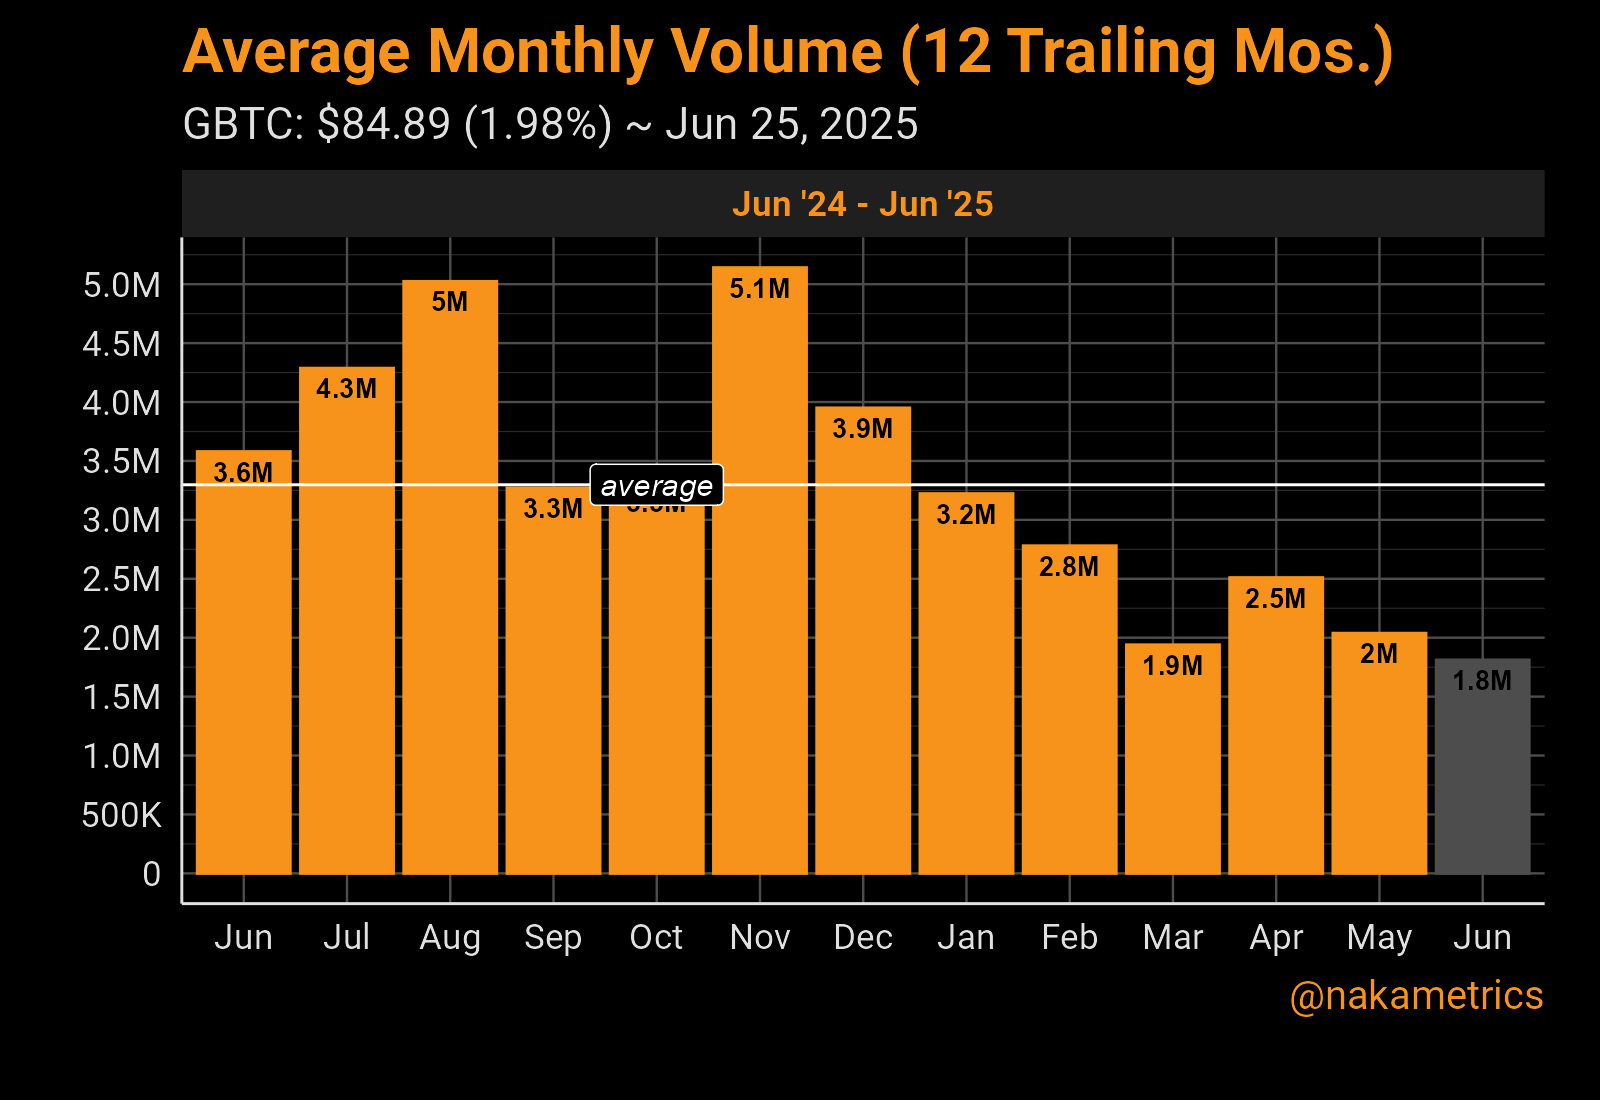 Average Monthly Volume (12 Trailing Mos.)
GBTC: $84.89 (1.98%) ~ Jun 25, 2025
Jun '24 - Jun '25
5.0M
4.5M
4.0M
3.5M
3.0M
2.5M
2.0M
1.5M
1.0M
500K
0
3.6M
4.3M
5M
3.3M
average
5.1M
3.9M
3.2M
2.8M
1.9M
2.5M
2M
1.8M
Jun Jul Aug Sep Oct Nov Dec Jan Feb Mar Apr May Jun
@nakametrics